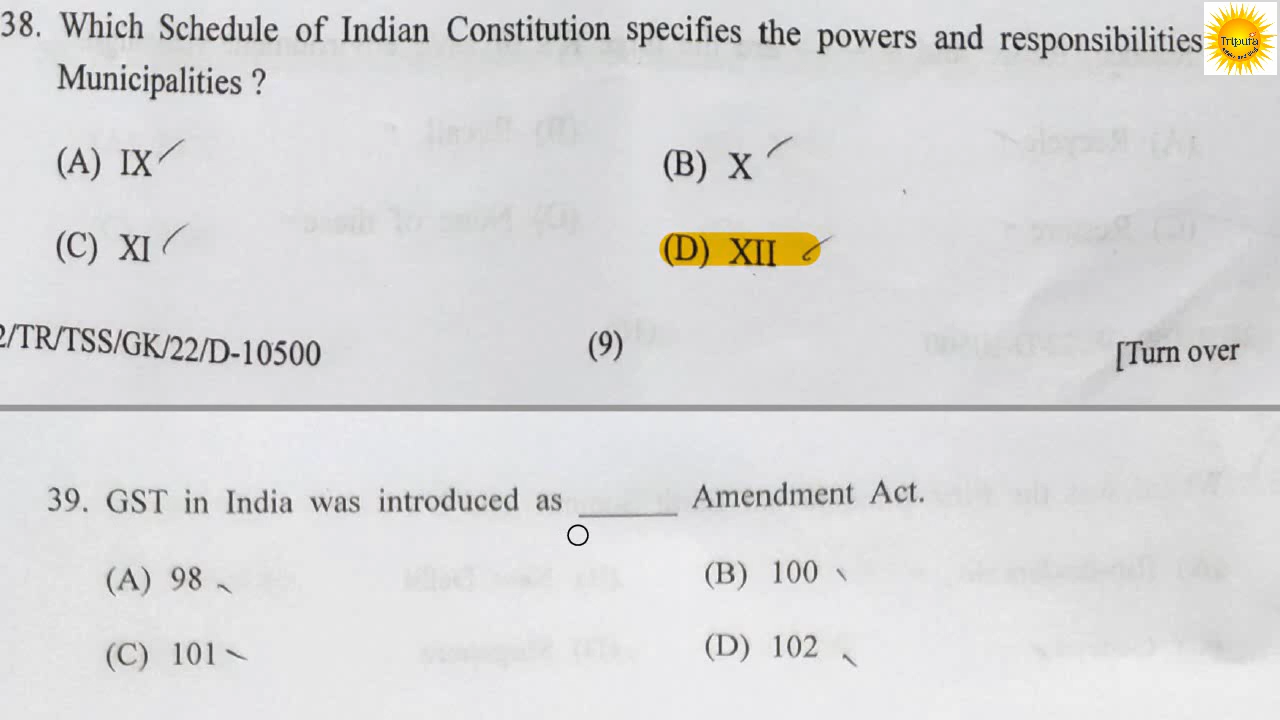 38. Which Schedule of Indian Constitution specifies the powers and responsibilities
Municipalities ?
(A) IX
(B) X
(C) XI
(D) XII
2/TR/TSS/GK/22/D-10500
(9)
[Turn over
39. GST in India was introduced as ______ Amendment Act.
(A) 98
(B) 100
(C) 101
(D) 102
Tripura